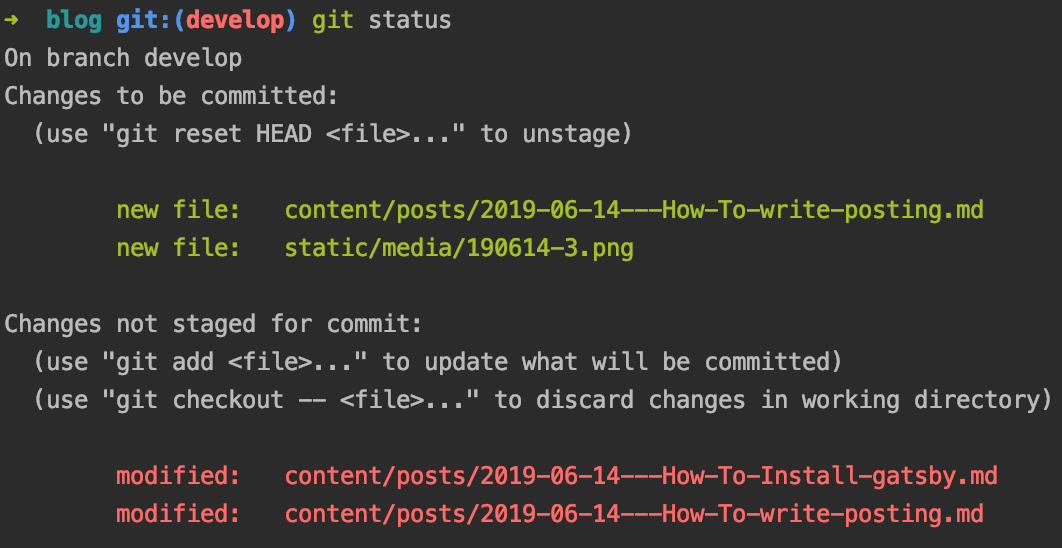 ➜  blog git:(develop) git status
On branch develop
Changes to be committed:
  (use "git reset HEAD <file>..." to unstage)

        new file:   content/posts/2019-06-14---How-To-write-posting.md
        new file:   static/media/190614-3.png

Changes not staged for commit:
  (use "git add <file>..." to update what will be committed)
  (use "git checkout -- <file>..." to discard changes in working directory)

        modified:   content/posts/2019-06-14---How-To-Install-gatsby.md
        modified:   content/posts/2019-06-14---How-To-write-posting.md